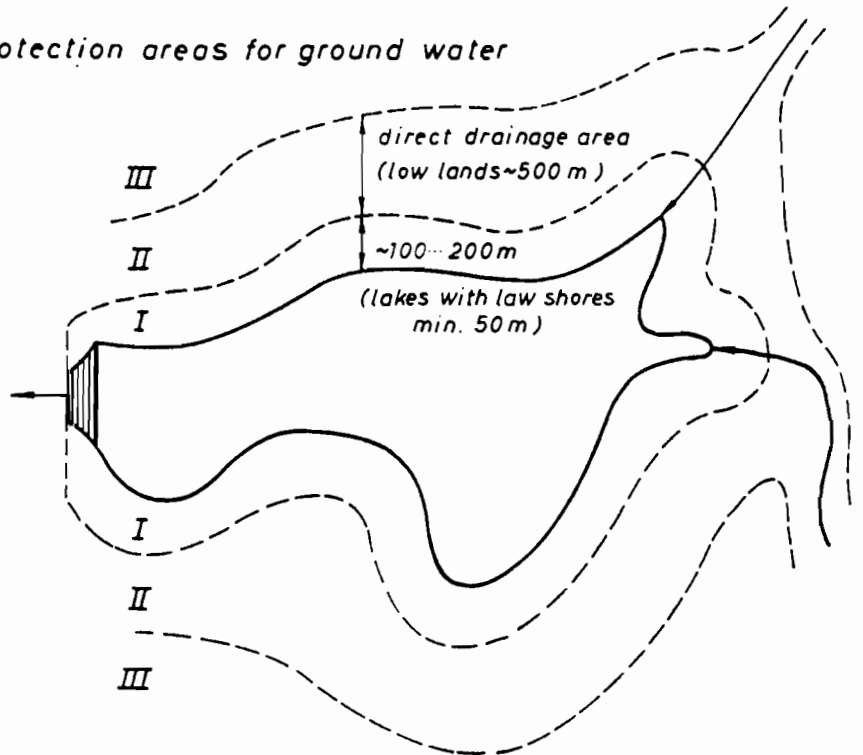 otection areas for ground water
direct drainage area
(low lands~500 m)
III
II
~100...200m
(lakes with law shores
min. 50m)
I
I
II
III